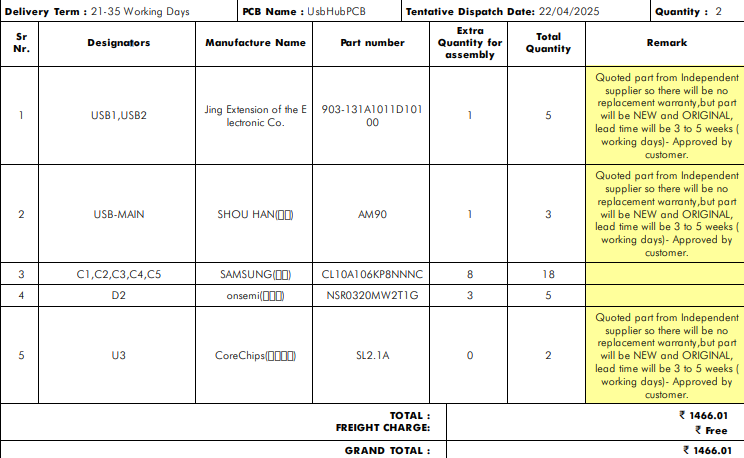 Delivery Term : 21-35 Working Days PCB Name : UsbHubPCB Tentative Dispatch Date: 22/04/2025 Quantity : 2
Sr Nr. Designators Manufacture Name Part number Extra Quantity for assembly Total Quantity Remark
1 USB1,USB2 Jing Extension of the E lectronic Co. 903-131A1011D101 00 1 5
Quoted part from Independent
supplier so there will be no
replacement warranty,but part
will be NEW and ORIGINAL,
lead time will be 3 to 5 weeks (
working days)- Approved by
customer.
2 USB-MAIN SHOU HAN(▯▯) AM90 1 3
Quoted part from Independent
supplier so there will be no
replacement warranty,but part
will be NEW and ORIGINAL,
lead time will be 3 to 5 weeks (
working days)- Approved by
customer.
3 C1,C2,C3,C4,C5 SAMSUNG(▯▯) CL10A106KP8NNNC 8 18
4 D2 onsemi(▯▯▯) NSR0320MW2T1G 3 5
5 U3 CoreChips(▯▯▯▯) SL2.1A 0 2
Quoted part from Independent
supplier so there will be no
replacement warranty,but part
will be NEW and ORIGINAL,
lead time will be 3 to 5 weeks (
working days)- Approved by
customer.
TOTAL : ₹ 1466.01
FREIGHT CHARGE: ₹ Free
GRAND TOTAL : ₹ 1466.01